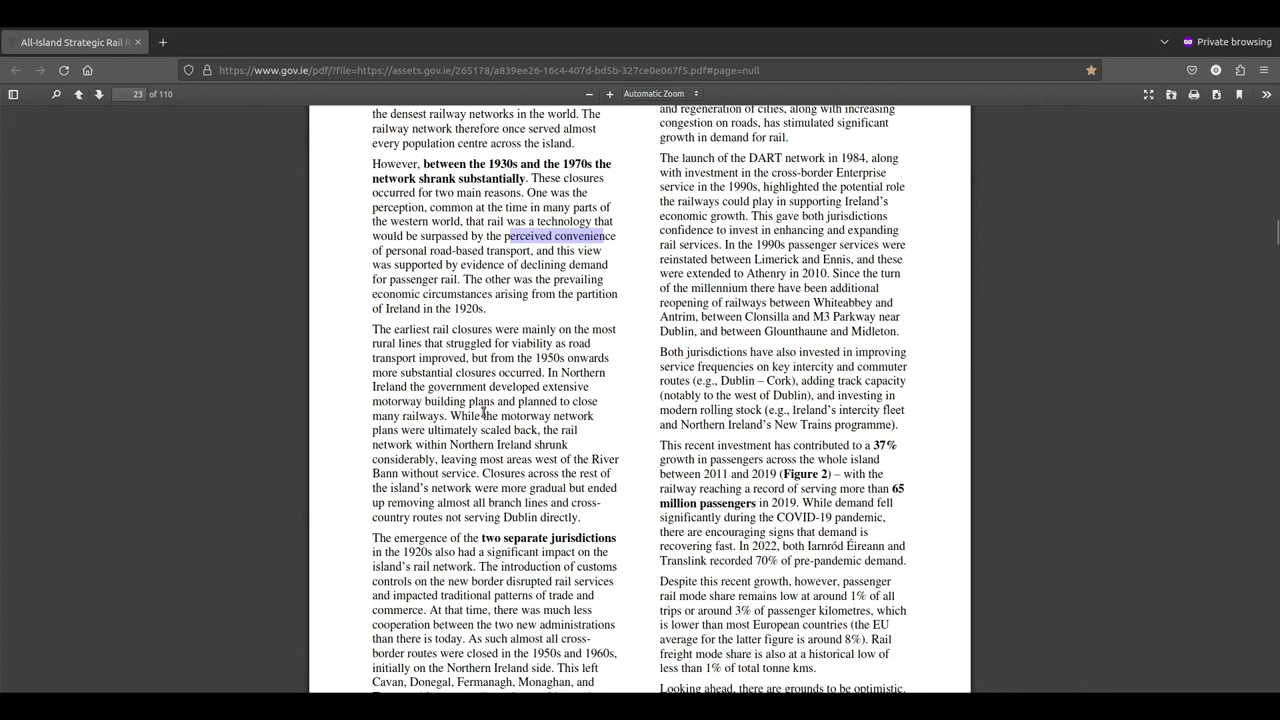 All-Island Strategic Rail R
Private browsing
https://www.gov.ie/pdf/?file=https://assets.gov.ie/265178/a839ee26-16c4-407d-bd5b-327ce0e067f5.pdf#page=null
23 of 110
Automatic Zoom
the densest railway networks in the world. The
railway network therefore once served almost
every population centre across the island.
However, between the 1930s and the 1970s the
network shrank substantially. These closures
occurred for two main reasons. One was the
perception, common at the time in many parts of
the western world, that rail was a technology that
would be surpassed by the perceived convenience
of personal road-based transport, and this view
was supported by evidence of declining demand
for passenger rail. The other was the prevailing
economic circumstances arising from the partition
of Ireland in the 1920s.
The earliest rail closures were mainly on the most
rural lines that struggled for viability as road
transport improved, but from the 1950s onwards
more substantial closures occurred. In Northern
Ireland the government developed extensive
motorway building plans and planned to close
many railways. While the motorway network
plans were ultimately scaled back, the rail
network within Northern Ireland shrunk
considerably, leaving most areas west of the River
Bann without service. Closures across the rest of
the island's network were more gradual but ended
up removing almost all branch lines and cross-
country routes not serving Dublin directly.
The emergence of the two separate jurisdictions
in the 1920s also had a significant impact on the
island's rail network. The introduction of customs
controls on the new border disrupted rail services
and impacted traditional patterns of trade and
commerce. At that time, there was much less
cooperation between the two new administrations
than there is today. As such almost all cross-
border routes were closed in the 1950s and 1960s,
initially on the Northern Ireland side. This left
Cavan, Donegal, Fermanagh, Monaghan, and
and regeneration of cities, along with increasing
congestion on roads, has stimulated significant
growth in demand for rail.
The launch of the DART network in 1984, along
with investment in the cross-border Enterprise
service in the 1990s, highlighted the potential role
the railways could play in supporting Ireland's
economic growth. This gave both jurisdictions
confidence to invest in enhancing and expanding
rail services. In the 1990s passenger services were
reinstated between Limerick and Ennis, and these
were extended to Athenry in 2010. Since the turn
of the millennium there have been additional
reopening of railways between Whiteabbey and
Antrim, between Clonsilla and M3 Parkway near
Dublin, and between Glounthaune and Midleton.
Both jurisdictions have also invested in improving
service frequencies on key intercity and commuter
routes (e.g., Dublin – Cork), adding track capacity
(notably to the west of Dublin), and investing in
modern rolling stock (e.g., Ireland's intercity fleet
and Northern Ireland's New Trains programme).
This recent investment has contributed to a 37%
growth in passengers across the whole island
between 2011 and 2019 (Figure 2) – with the
railway reaching a record of serving more than 65
million passengers in 2019. While demand fell
significantly during the COVID-19 pandemic,
there are encouraging signs that demand is
recovering fast. In 2022, both Iarnród Éireann and
Translink recorded 70% of pre-pandemic demand.
Despite this recent growth, however, passenger
rail mode share remains low at around 1% of all
trips or around 3% of passenger kilometres, which
is lower than most European countries (the EU
average for the latter figure is around 8%). Rail
freight mode share is also at a historical low of
less than 1% of total tonne kms.
Looking ahead, there are grounds to be optimistic.